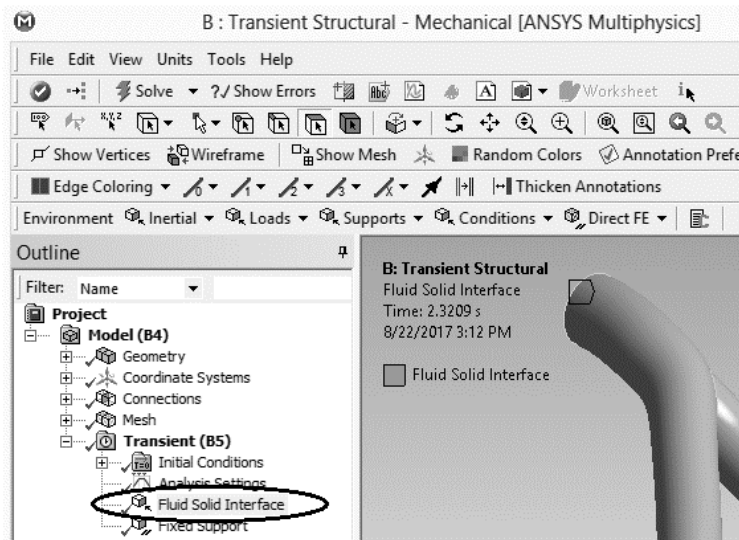 B : Transient Structural - Mechanical [ANSYS Multiphysics]
File Edit View Units Tools Help
Solve ?✓ Show Errors Abc A Worksheet i
Show Vertices Wireframe Show Mesh Random Colors Annotation Prefe
Edge Coloring Thicken Annotations
Environment Inertial Loads Supports Conditions Direct FE
Outline
Filter: Name
Project
Model (B4)
Geometry
Coordinate Systems
Connections
Mesh
Transient (B5)
T=0 Initial Conditions
Analysis Settings
Fluid Solid Interface
Fixed Support
B: Transient Structural
Fluid Solid Interface
Time: 2.3209 s
8/22/2017 3:12 PM
Fluid Solid Interface